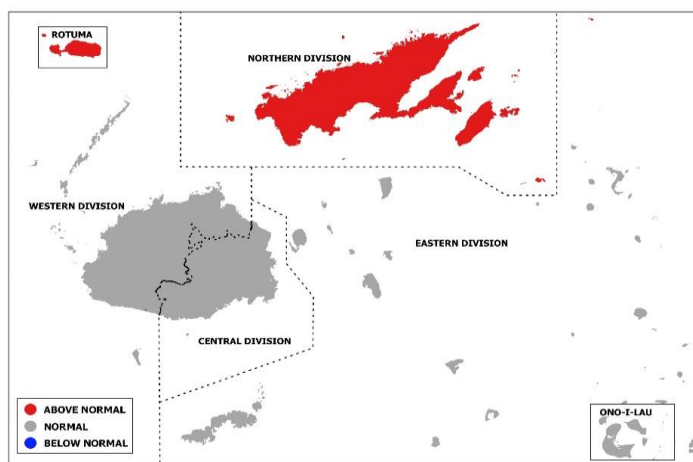 ROTUMA
NORTHERN DIVISION
WESTERN DIVISION
EASTERN DIVISION
CENTRAL DIVISION
ABOVE NORMAL
NORMAL
BELOW NORMAL
ONO-I-LAU